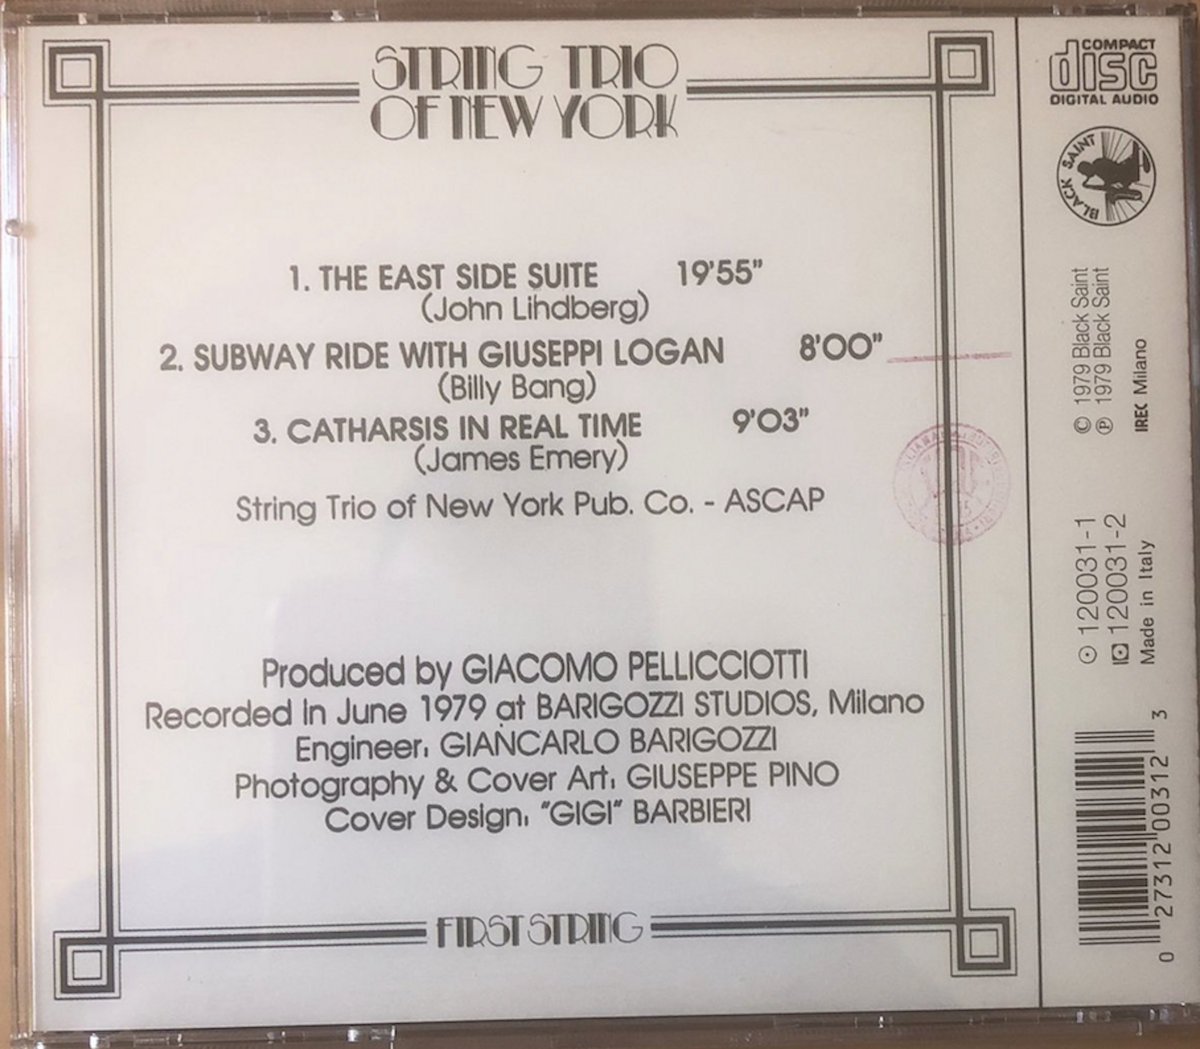 STRING TRIO
OF NEW YORK
1. THE EAST SIDE SUITE 19'55"
(John Lihdberg)
2. SUBWAY RIDE WITH GIUSEPPI LOGAN 8'00"
(Billy Bang)
3. CATHARSIS IN REAL TIME 9'03"
(James Emery)
String Trio of New York Pub. Co. - ASCAP
Produced by GIACOMO PELLICCIOTTI
Recorded in June 1979 at BARIGOZZI STUDIOS, Milano
Engineer, GIANCARLO BARIGOZZI
Photography & Cover Art, GIUSEPPE PINO
Cover Design, "GIGI" BARBIERI
FIRST STRING
COMPACT
disc
DIGITAL AUDIO
BLACK SAINT
© 1979 Black Saint
℗ 1979 Black Saint
IREC Milano
120031-1
120031-2
Made in Italy
0 27312 00312 3